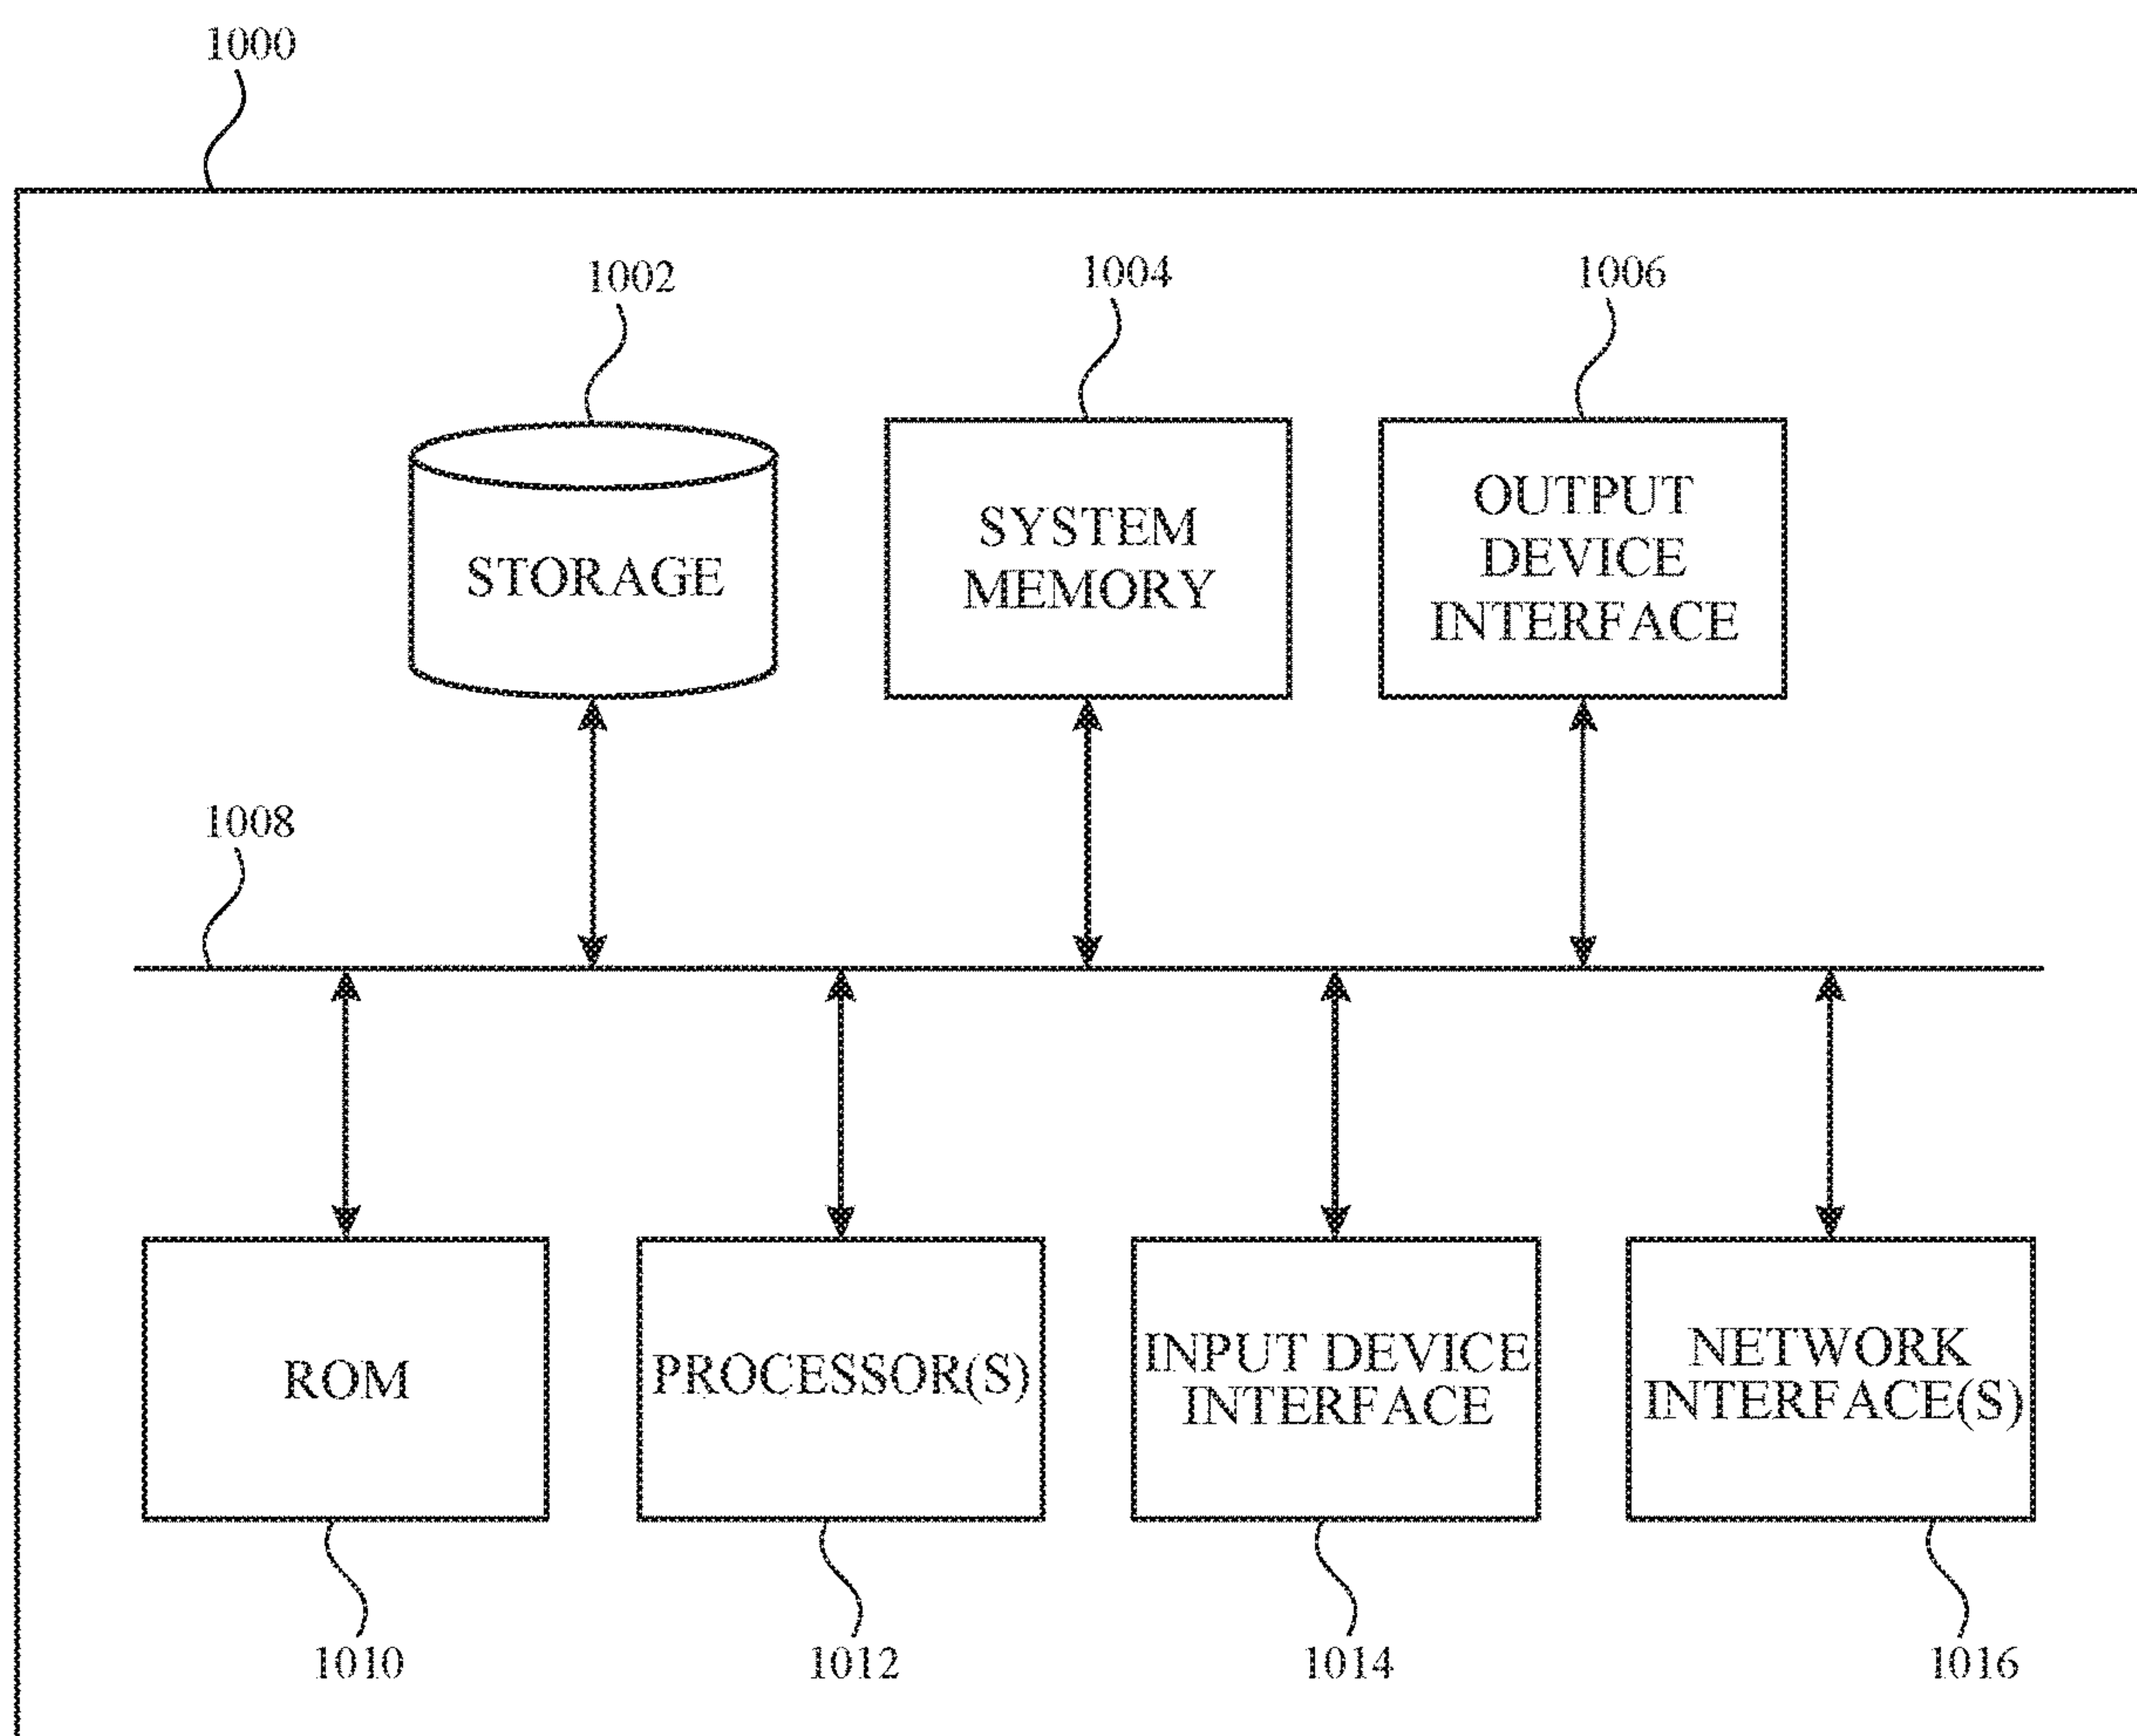 1000
1002
1004
1006
STORAGE
SYSTEM
MEMORY
OUTPUT
DEVICE
INTERFACE
1008
ROM
PROCESSOR(S)
INPUT DEVICE
INTERFACE
NETWORK
INTERFACE(S)
1010
1012
1014
1016